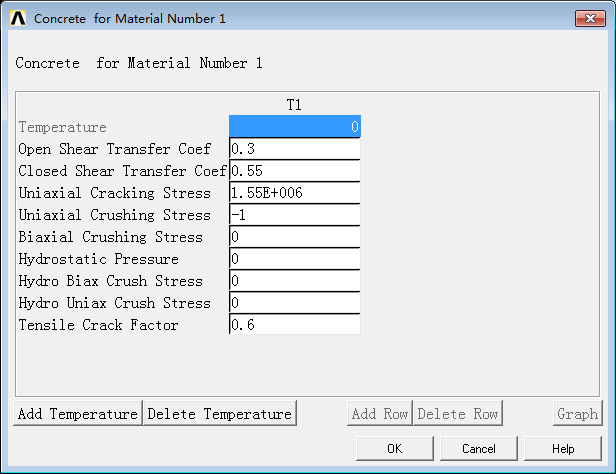 Concrete for Material Number 1
Concrete for Material Number 1
T1
Temperature 0
Open Shear Transfer Coef 0.3
Closed Shear Transfer Coef 0.55
Uniaxial Cracking Stress 1.55E+006
Uniaxial Crushing Stress -1
Biaxial Crushing Stress 0
Hydrostatic Pressure 0
Hydro Biax Crush Stress 0
Hydro Uniax Crush Stress 0
Tensile Crack Factor 0.6
Add Temperature Delete Temperature Add Row Delete Row Graph
OK Cancel Help